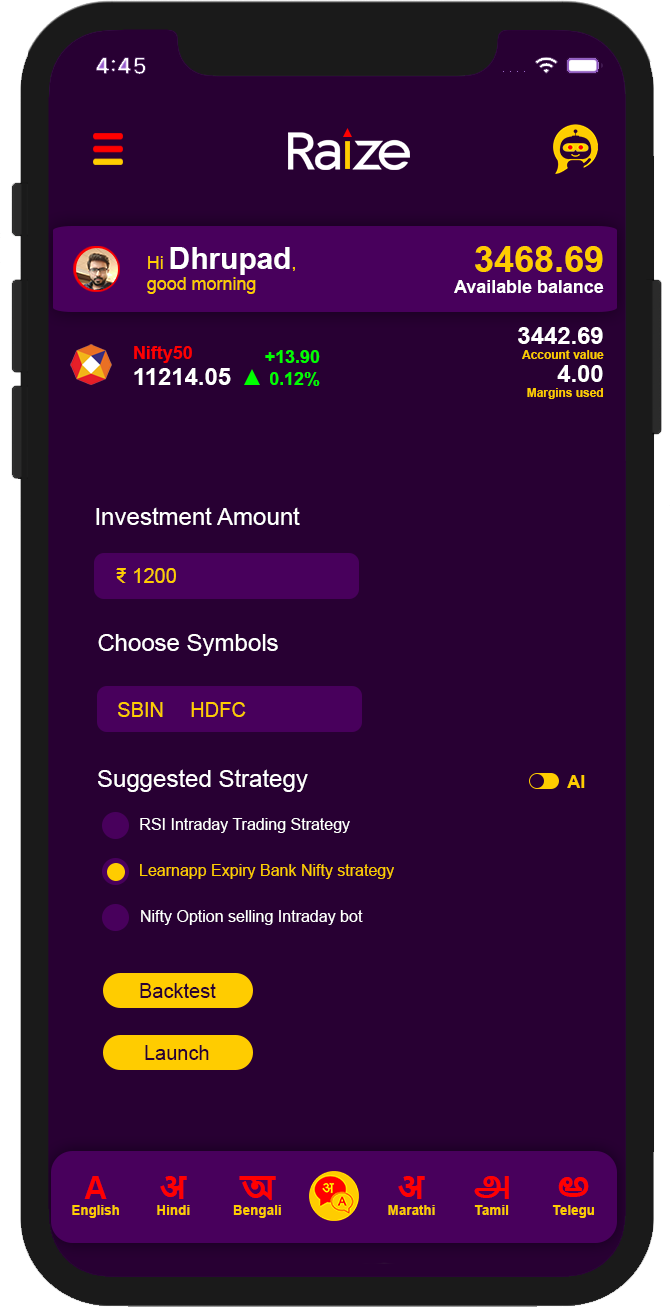 4:45
Raize
Hi Dhrupad,
good morning
3468.69
Available balance
Nifty50
11214.05
+13.90
▲ 0.12%
3442.69
Account value
4.00
Margins used
Investment Amount
₹ 1200
Choose Symbols
SBIN HDFC
Suggested Strategy
AI
RSI Intraday Trading Strategy
Learnapp Expiry Bank Nifty strategy
Nifty Option selling Intraday bot
Backtest
Launch
A अ অ अ A अ அ అ
English Hindi Bengali Marathi Tamil Telegu